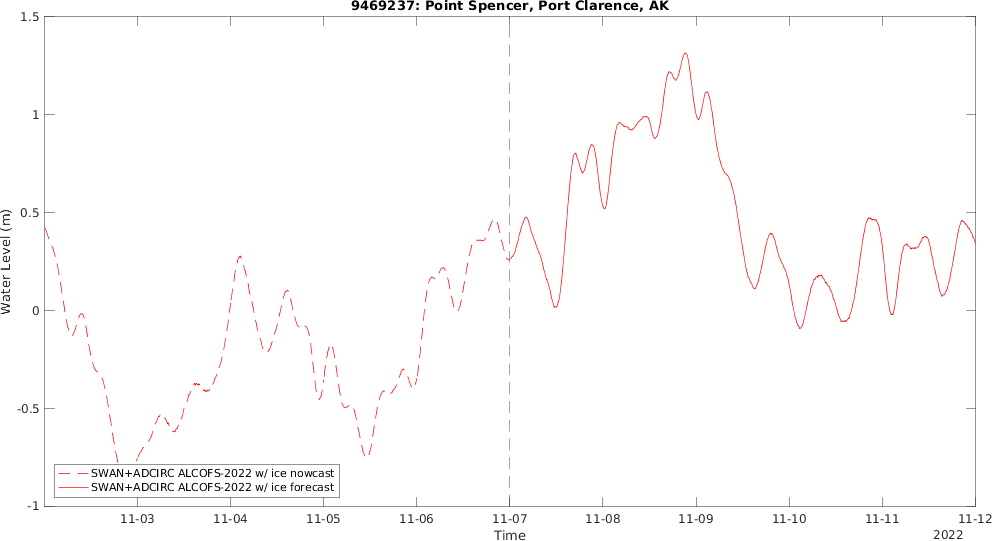 9469237: Point Spencer, Port Clarence, AK
Water Level (m)
1.5
1
0.5
0
-0.5
-1
SWAN+ADCIRC ALCOFS-2022 w/ ice nowcast
SWAN+ADCIRC ALCOFS-2022 w/ ice forecast
11-03 11-04 11-05 11-06 11-07 11-08 11-09 11-10 11-11 11-12
Time
2022